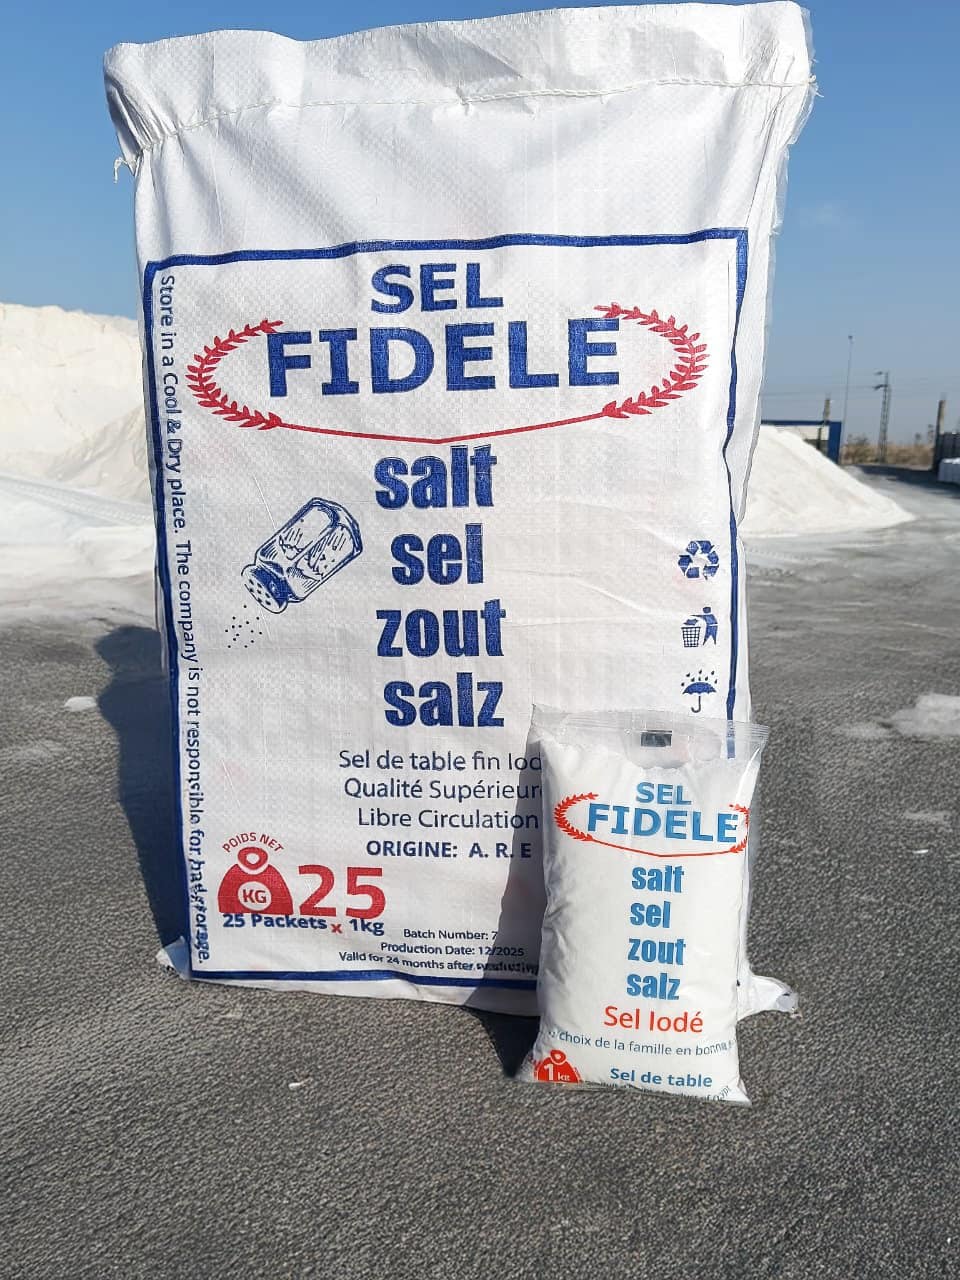 SEL
FIDELE
salt
sel
zout
salz
Sel de table fin
Qualité
Libre Circulation
ORIGINE: A. R. E
POIDS NET
KG
25
25 Packets x 1kg
Batch Number: 7
Production Date: 12/2025
Valid for 24 months after
Store in a Cool & Dry place. The company is not responsible for bad storage.
SEL
FIDELE
salt
sel
zout
salz
Sel Iodé
choix de la famille en
1 kg
Sel de table